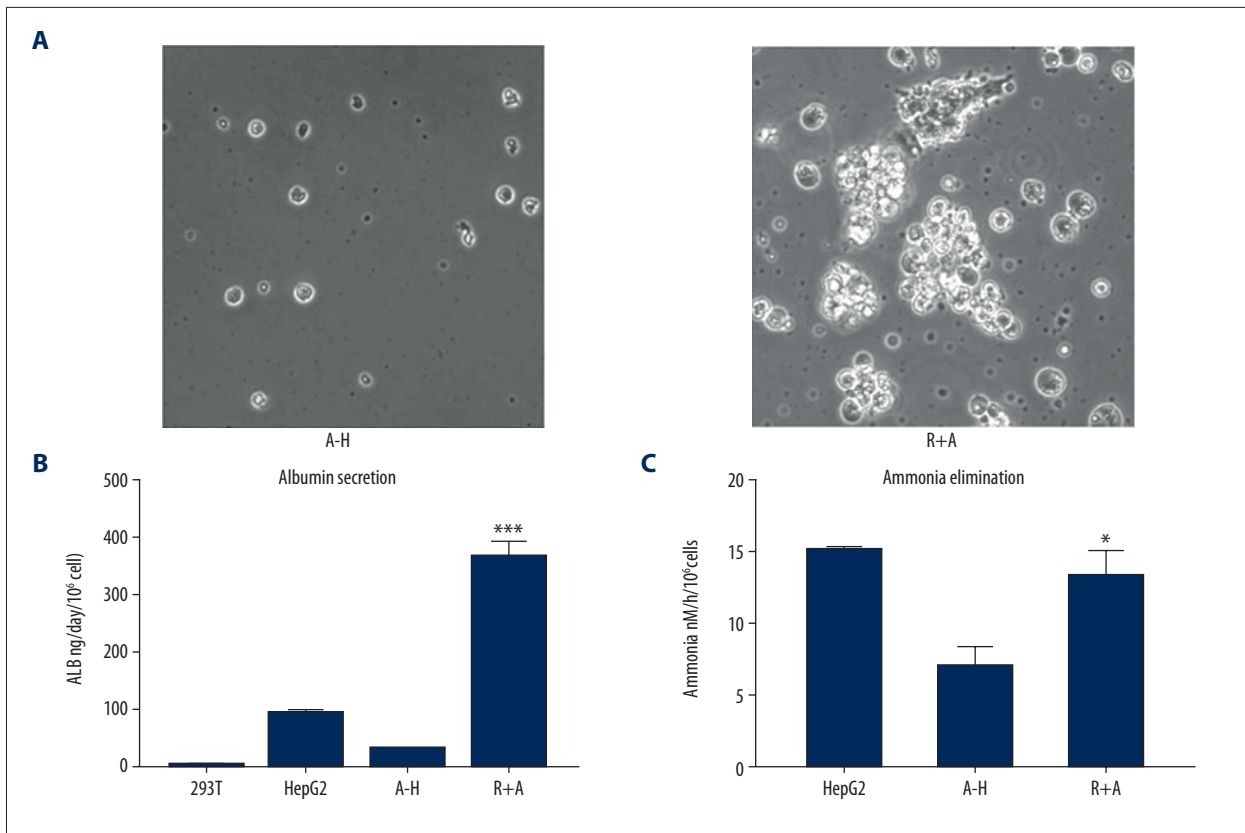 A
A-H
R+A
B
Albumin secretion
500
400
300
200
100
0
ALB ng/day/10⁶ cell)
***
293T
HepG2
A-H
R+A
C
Ammonia elimination
20
15
10
5
0
Ammonia nM/h/10⁶cells
*
HepG2
A-H
R+A